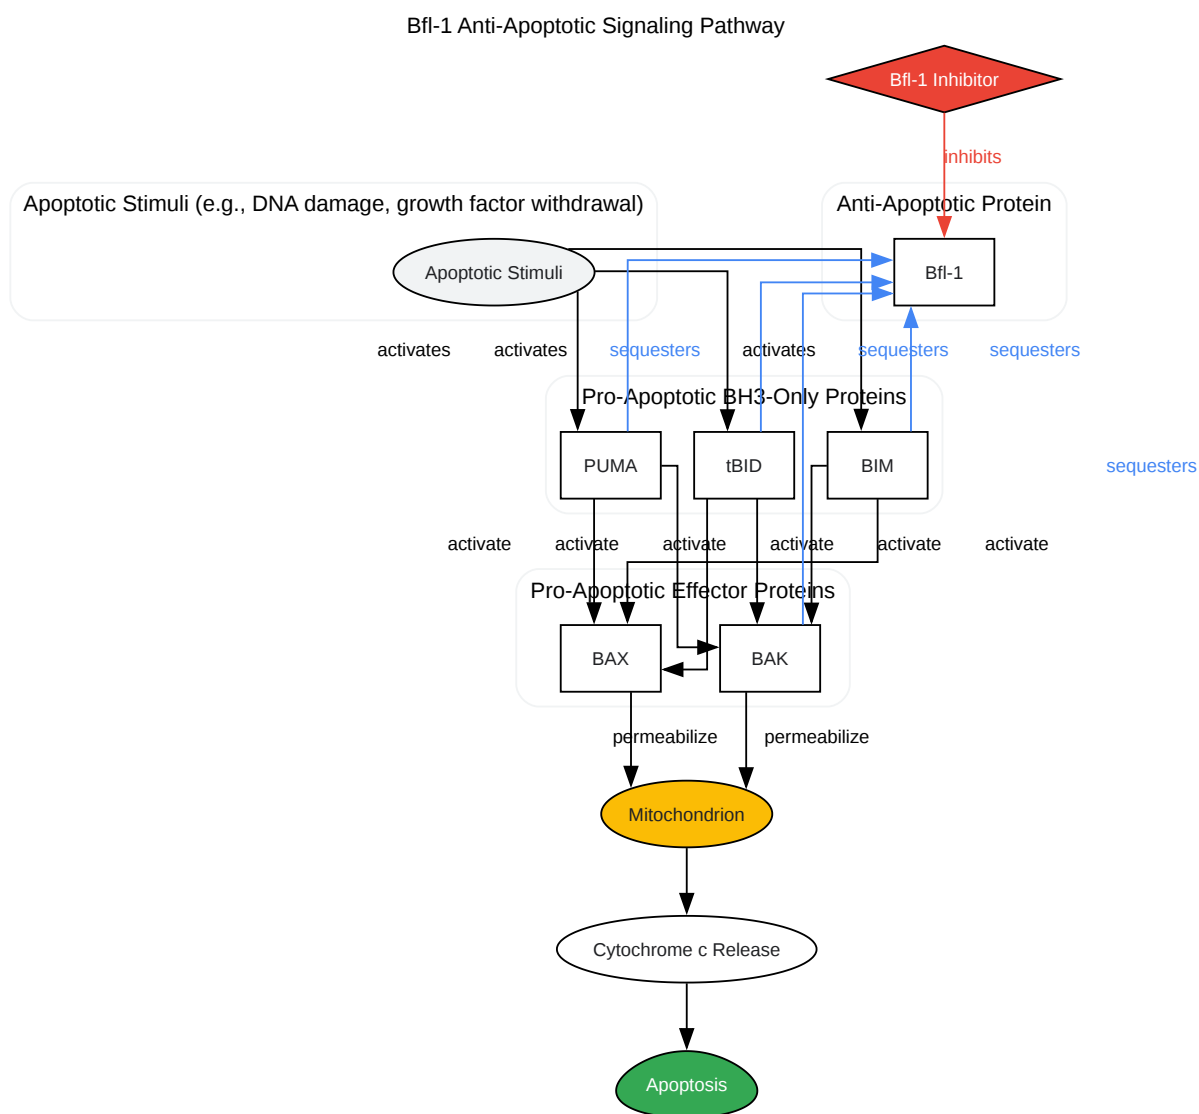 Bfl-1 Anti-Apoptotic Signaling Pathway
Bfl-1 Inhibitor
inhibits
Apoptotic Stimuli (e.g., DNA damage, growth factor withdrawal)
Anti-Apoptotic Protein
Apoptotic Stimuli
Bfl-1
activates
activates
sequesters
activates
sequesters
sequesters
Pro-Apoptotic BH3-Only Proteins
PUMA
tBID
BIM
sequesters
activate
activate
activate
activate
activate
activate
Pro-Apoptotic Effector Proteins
BAX
BAK
permeabilize
permeabilize
Mitochondrion
Cytochrome c Release
Apoptosis